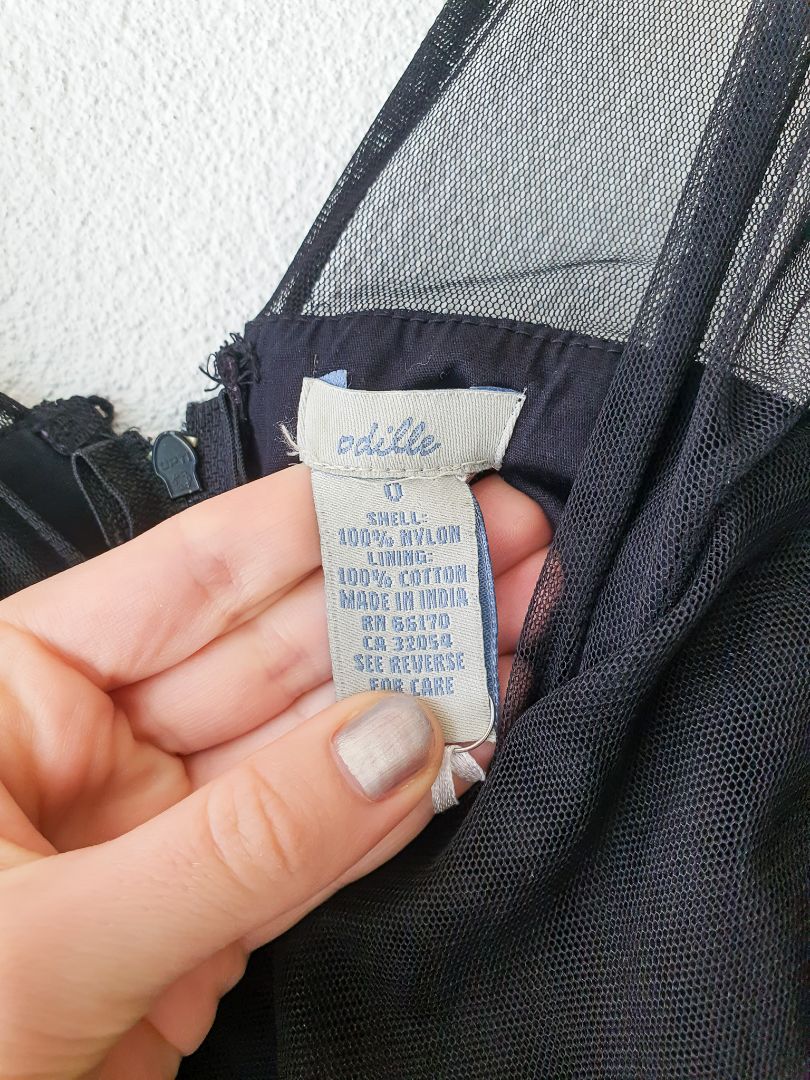 odille
0
SHELL:
100% NYLON
LINING:
100% COTTON
MADE IN INDIA
RN 66170
CA 32054
SEE REVERSE
FOR CARE